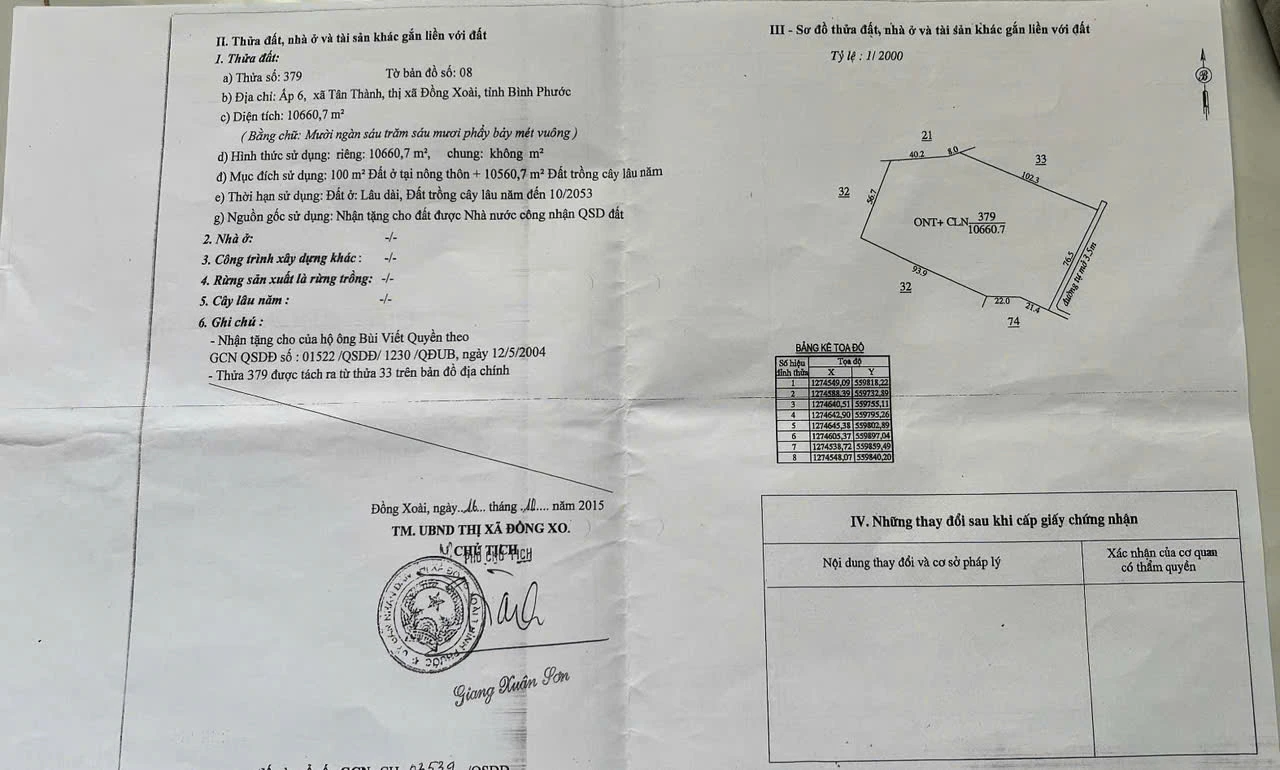 II. Thửa đất, nhà ở và tài sản khác gắn liền với đất
1. Thửa đất:
a) Thửa số: 379 Tờ bản đồ số: 08
b) Địa chỉ: Ấp 6, xã Tân Thành, thị xã Đồng Xoài, tỉnh Bình Phước
c) Diện tích: 10660,7 m²
( Bằng chữ: Mười ngàn sáu trăm sáu mươi phẩy bảy mét vuông )
d) Hình thức sử dụng: riêng: 10660,7 m², chung: không m²
đ) Mục đích sử dụng: 100 m² Đất ở tại nông thôn + 10560,7 m² Đất trồng cây lâu năm
e) Thời hạn sử dụng: Đất ở: Lâu dài, Đất trồng cây lâu năm đến 10/2053
g) Nguồn gốc sử dụng: Nhận tặng cho đất được Nhà nước công nhận QSD đất
2. Nhà ở: -/-
3. Công trình xây dựng khác : -/-
4. Rừng sản xuất là rừng trồng: -/-
5. Cây lâu năm : -/-
6. Ghi chú :
- Nhận tặng cho của hộ ông Bùi Viết Quyền theo
GCN QSDĐ số : 01522 /QSDĐ/ 1230 /QĐUB, ngày 12/5/2004
- Thửa 379 được tách ra từ thửa 33 trên bản đồ địa chính
Đồng Xoài, ngày..16... tháng .10.... năm 2015
TM. UBND THỊ XÃ ĐỒNG XO.
CHỦ TỊCH
PHÓ CHỦ TỊCH
Giang Xuân Sơn
03539 /QSDĐ
III - Sơ đồ thửa đất, nhà ở và tài sản khác gắn liền với đất
Tỷ lệ : 1/ 2000
B
21
40.2 8.0
33
102.3
32
56.7
ONT+ CLN 379
10660.7
76.5
đường tự mở 3.5m
93.9
32
22.0
21.4
74
BẢNG KÊ TỌA ĐỘ
Số hiệu đỉnh thửa Tọa độ
X Y
1 1274549,09 559818,22
2 1274588,39 559732,89
3 1274640,51 559755,11
4 1274642,90 559795,26
5 1274645,38 559802,89
6 1274605,37 559897,04
7 1274538,72 559859,49
8 1274548,07 559840,20
IV. Những thay đổi sau khi cấp giấy chứng nhận
Nội dung thay đổi và cơ sở pháp lý
Xác nhận của cơ quan
có thẩm quyền